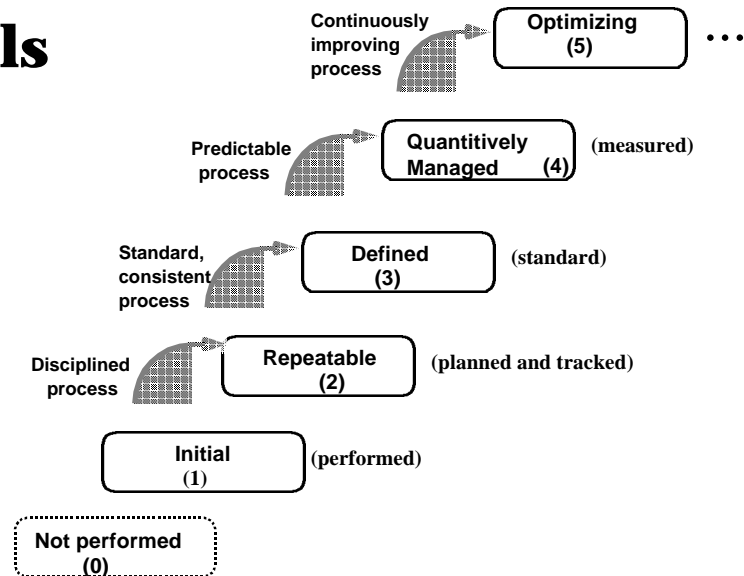 ls
Continuously
improving
process
Optimizing
(5)
...
Predictable
process
Quantitively
Managed (4)
(measured)
Standard,
consistent
process
Defined
(3)
(standard)
Disciplined
process
Repeatable
(2)
(planned and tracked)
Initial
(1)
(performed)
Not performed
(0)